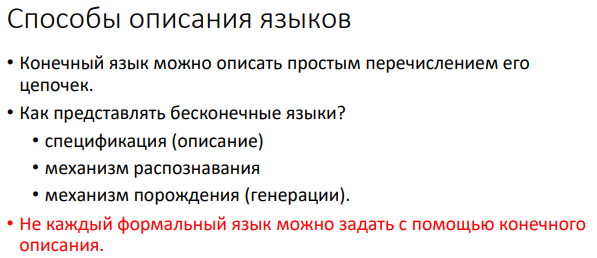 Способы описания языков
• Конечный язык можно описать простым перечислением его
цепочек.
• Как представлять бесконечные языки?
• спецификация (описание)
• механизм распознавания
• механизм порождения (генерации).
• Не каждый формальный язык можно задать с помощью конечного
описания.